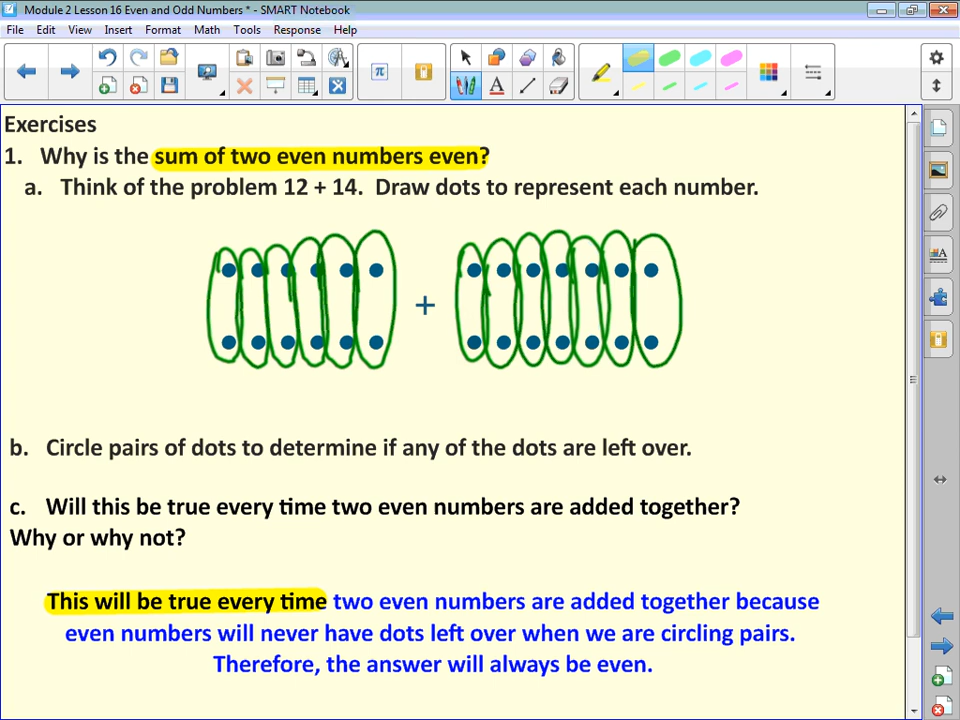 Module 2 Lesson 16 Even and Odd Numbers * - SMART Notebook
File Edit View Insert Format Math Tools Response Help
Exercises
1. Why is the sum of two even numbers even?
a. Think of the problem 12 + 14. Draw dots to represent each number.
+
b. Circle pairs of dots to determine if any of the dots are left over.
c. Will this be true every time two even numbers are added together?
Why or why not?
This will be true every time two even numbers are added together because
even numbers will never have dots left over when we are circling pairs.
Therefore, the answer will always be even.